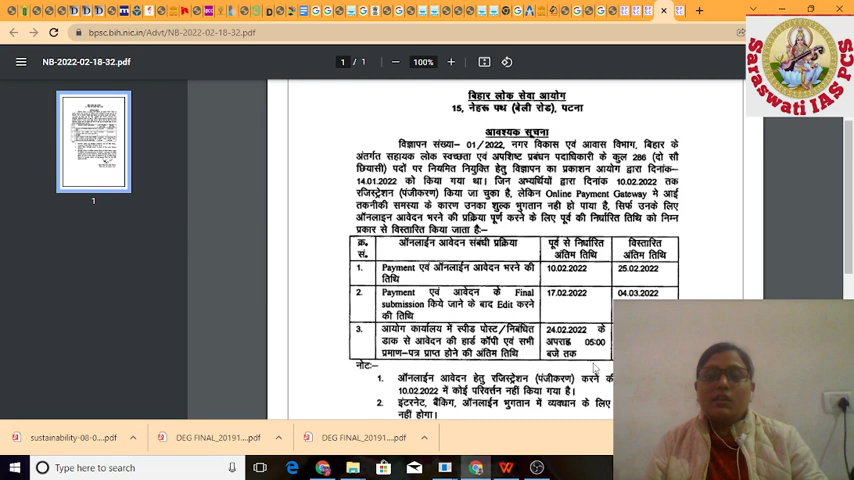 bpsc.bih.nic.in/Advt/NB-2022-02-18-32.pdf
NB-2022-02-18-32.pdf
1 / 1
100%
Saraswati IAS PCS
1
बिहार लोक सेवा आयोग
15, नेहरू पथ (बेली रोड), पटना
आवश्यक सूचना
विज्ञापन संख्या- 01/2022, नगर विकास एवं आवास विभाग, बिहार के
अंतर्गत सहायक लोक स्वच्छता एवं अपशिष्ट प्रबंधन पदाधिकारी के कुल 286 (दो सौ
छियासी) पदों पर नियमित नियुक्ति हेतु विज्ञापन का प्रकाशन आयोग द्वारा दिनांक-
14.01.2022 को किया गया था। जिन अभ्यर्थियों द्वारा दिनांक 10.02.2022 तक
रजिस्ट्रेशन (पंजीकरण) किया जा चुका है, लेकिन Online Payment Gateway में आई
तकनीकी समस्या के कारण उनका शुल्क भुगतान नही हो पाया है, सिर्फ उनके लिए
ऑनलाइन आवेदन भरने की प्रक्रिया पूर्ण करने के लिए पूर्व की निर्धारित तिथि को निम्न
प्रकार से विस्तारित किया जाता है:-
क्र. सं. ऑनलाईन आवेदन संबंधी प्रक्रिया पूर्व से निर्धारित अंतिम तिथि विस्तारित अंतिम तिथि
1. Payment एवं ऑनलाईन आवेदन भरने की तिथि 10.02.2022 25.02.2022
2. Payment एवं आवेदन के Final submission किये जाने के बाद Edit करने की तिथि 17.02.2022 04.03.2022
3. आयोग कार्यालय में स्पीड पोस्ट/निबंधित डाक से आवेदन की हार्ड कॉपी एवं सभी प्रमाण-पत्र प्राप्त होने की अंतिम तिथि 24.02.2022 के अपराह्न 05:00 बजे तक
नोटः-
1. ऑनलाईन आवेदन हेतु रजिस्ट्रेशन (पंजीकरण) करने की
10.02.2022 में कोई परिवर्तन नहीं किया गया है।
2. इंटरनेट, बैंकिग, ऑनलाईन भुगतान में व्यवधान के लिए
नही होगा।
sustainability-08-0....pdf
DEG FINAL_20191....pdf
DEG FINAL_20191....pdf
Type here to search